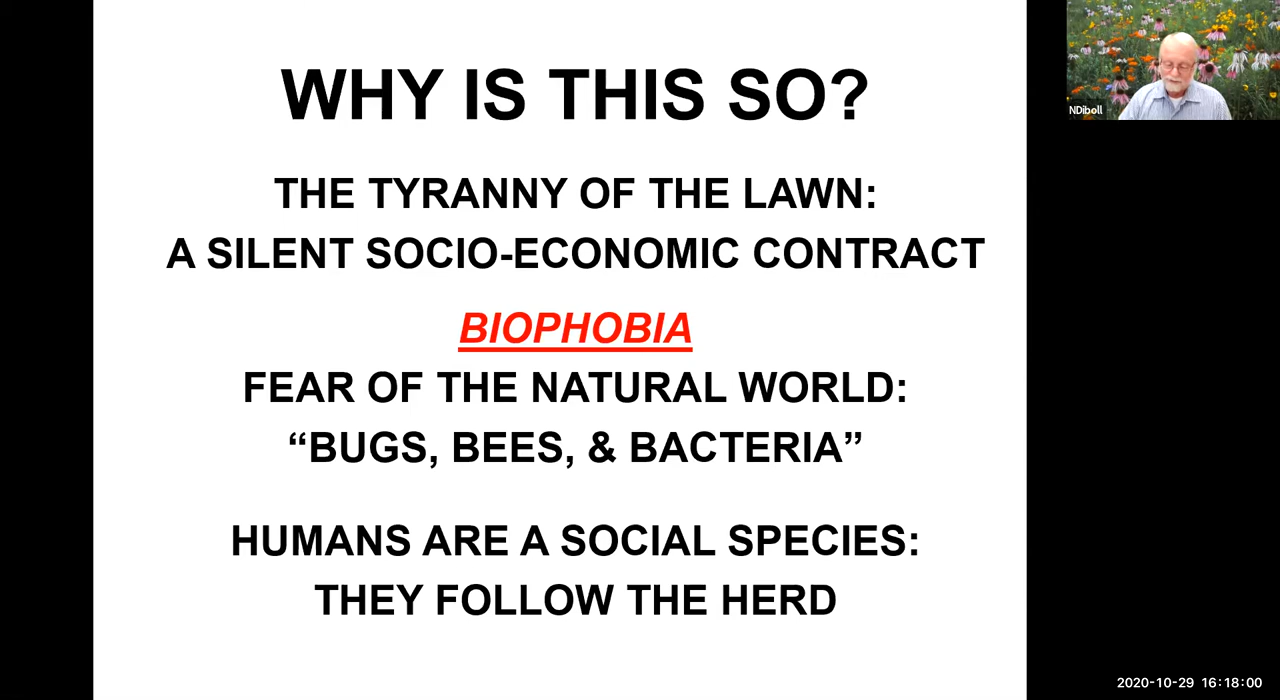 WHY IS THIS SO?
THE TYRANNY OF THE LAWN:
A SILENT SOCIO-ECONOMIC CONTRACT
BIOPHOBIA
FEAR OF THE NATURAL WORLD:
“BUGS, BEES, & BACTERIA”
HUMANS ARE A SOCIAL SPECIES:
THEY FOLLOW THE HERD
NDiboll
2020-10-29 16:18:00